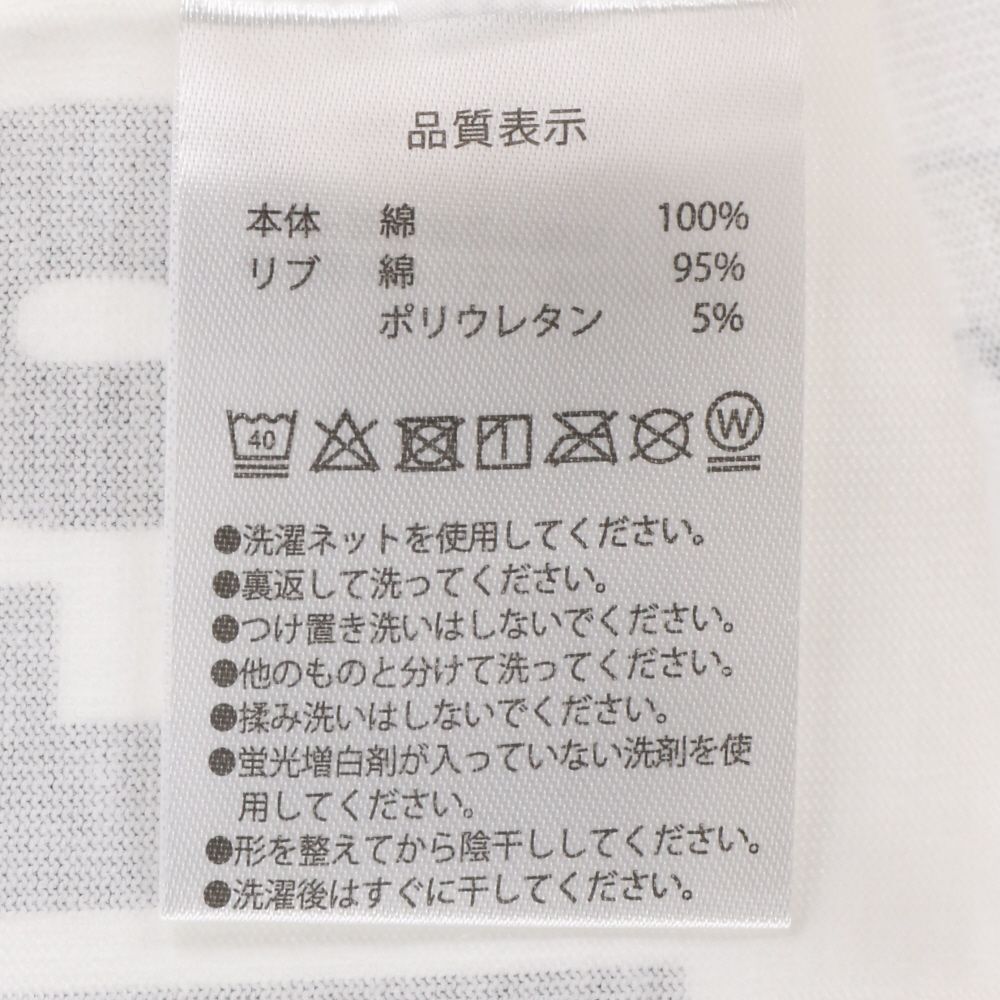 品質表示
本体 綿 100%
リブ 綿 95%
ポリウレタン 5%
40 W
●洗濯ネットを使用してください。
●裏返して洗ってください。
●つけ置き洗いはしないでください。
●他のものと分けて洗ってください。
●揉み洗いはしないでください。
●蛍光増白剤が入っていない洗剤を使
用してください。
●形を整えてから陰干ししてください。
●洗濯後はすぐに干してください。